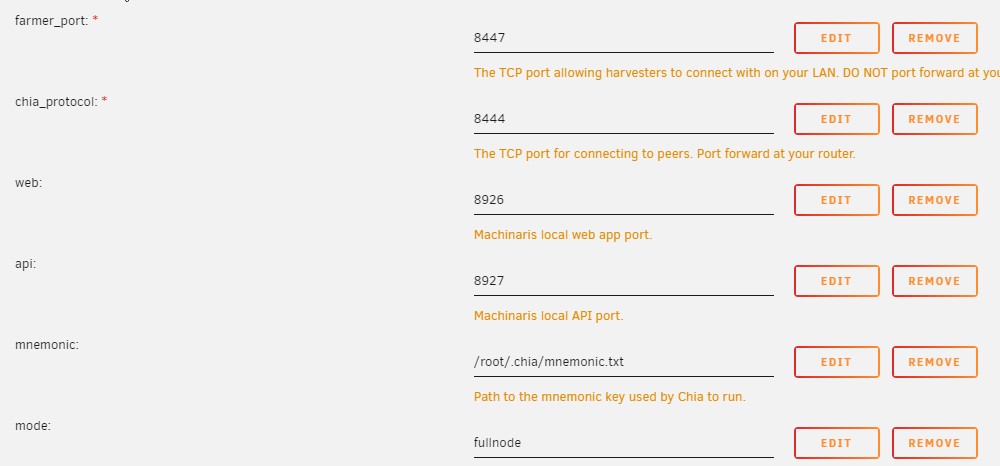 farmer_port: *
8447 EDIT REMOVE
The TCP port allowing harvesters to connect with on your LAN. DO NOT port forward at you
chia_protocol: *
8444 EDIT REMOVE
The TCP port for connecting to peers. Port forward at your router.
web:
8926 EDIT REMOVE
Machinaris local web app port.
api:
8927 EDIT REMOVE
Machinaris local API port.
mnemonic:
/root/.chia/mnemonic.txt EDIT REMOVE
Path to the mnemonic key used by Chia to run.
mode:
fullnode EDIT REMOVE